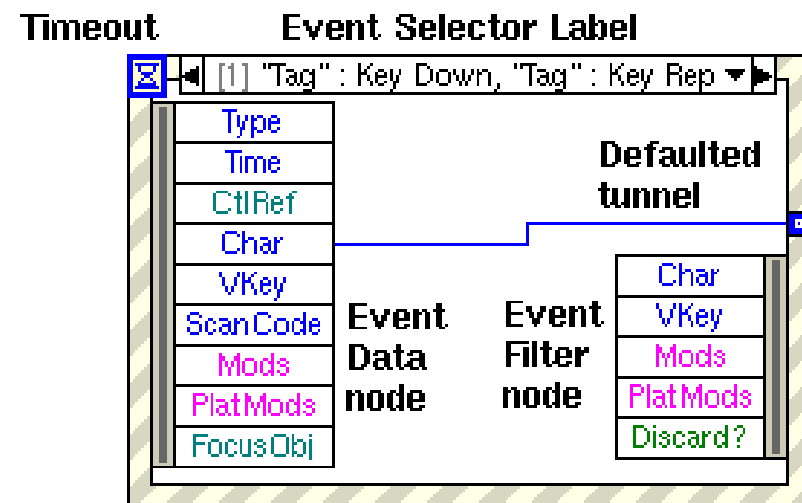 Timeout
Event Selector Label
[1] "Tag" : Key Down, "Tag" : Key Rep
Type
Time
CtlRef
Char
VKey
ScanCode
Mods
PlatMods
FocusObj
Event
Data
node
Defaulted
tunnel
Event
Filter
node
Char
VKey
Mods
PlatMods
Discard?